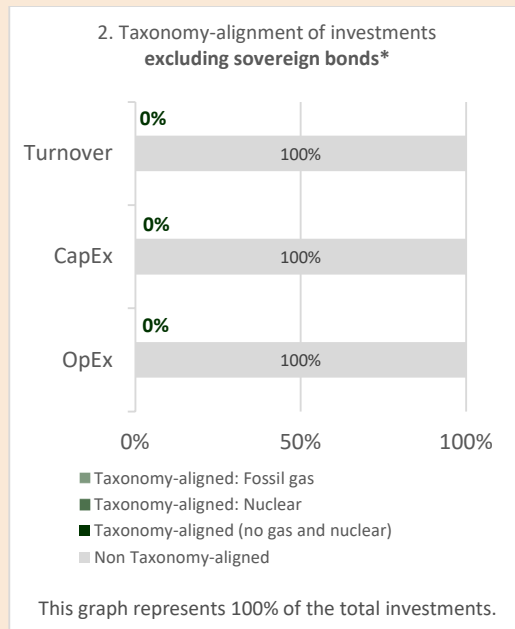 2. Taxonomy-alignment of investments
excluding sovereign bonds*
0%
Turnover
100%
0%
CapEx
100%
0%
OpEx
100%
0%
50%
100%
Taxonomy-aligned: Fossil gas
Taxonomy-aligned: Nuclear
Taxonomy-aligned (no gas and nuclear)
Non Taxonomy-aligned
This graph represents 100% of the total investments.